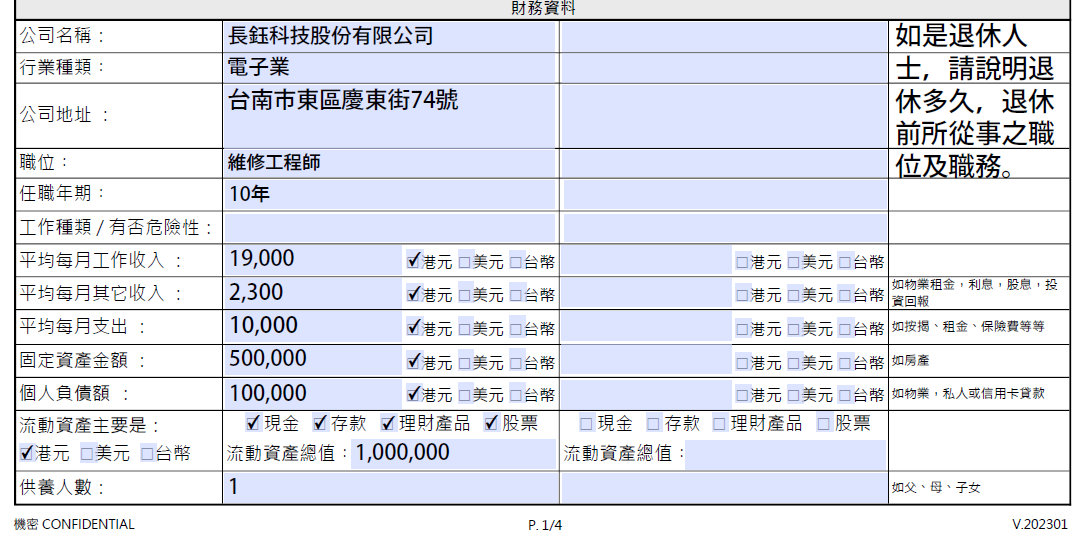 財務資料
公司名稱： 長鈺科技股份有限公司 如是退休人
行業種類： 電子業 士，請說明退
公司地址 ： 台南市東區慶東街74號 休多久，退休
前所從事之職
職位： 維修工程師 位及職務。
任職年期： 10年
工作種類 / 有否危險性：
平均每月工作收入 ： 19,000 ✓港元 □美元 □台幣 □港元 □美元 □台幣
平均每月其它收入 ： 2,300 ✓港元 □美元 □台幣 □港元 □美元 □台幣 如物業租金，利息，股息，投
資回報
平均每月支出 ： 10,000 ✓港元 □美元 □台幣 □港元 □美元 □台幣 如按揭、租金、保險費等等
固定資產金額 ： 500,000 ✓港元 □美元 □台幣 □港元 □美元 □台幣 如房產
個人負債額 ： 100,000 ✓港元 □美元 □台幣 □港元 □美元 □台幣 如物業，私人或信用卡貸款
流動資產主要是： ✓現金 ✓存款 ✓理財產品 ✓股票 □現金 □存款 □理財產品 □股票
✓港元 □美元 □台幣 流動資產總值：1,000,000 流動資產總值：
供養人數： 1 如父、母、子女
機密 CONFIDENTIAL P. 1/4 V.202301